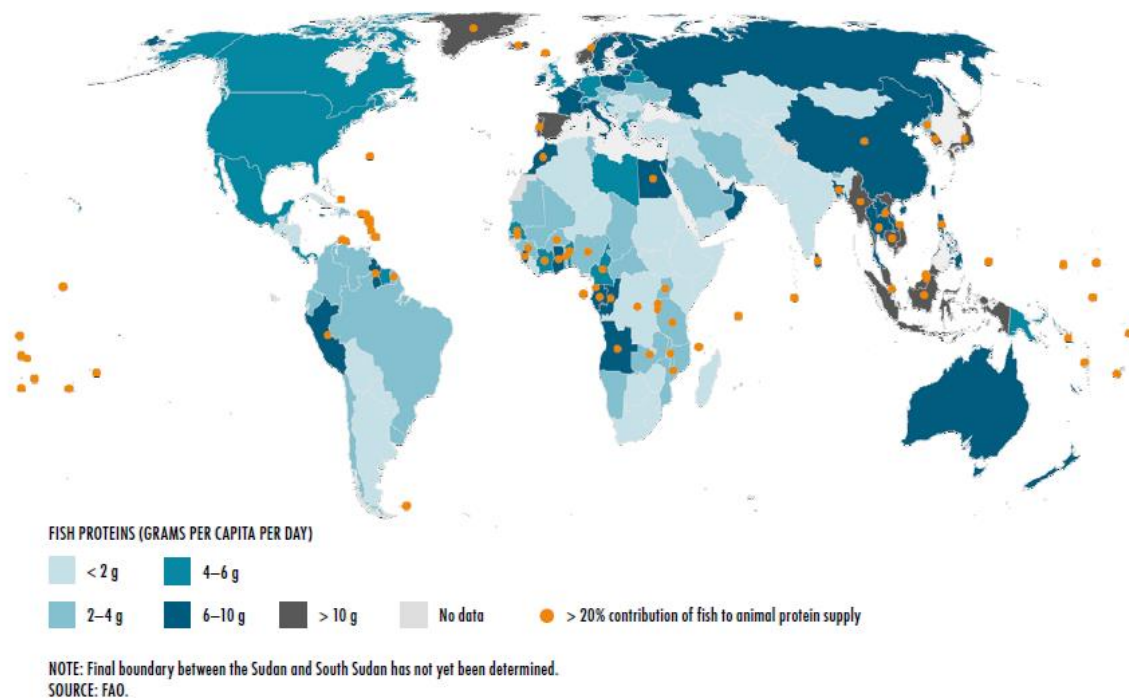 FISH PROTEINS (GRAMS PER CAPITA PER DAY)
< 2 g
4–6 g
2–4 g
6–10 g
> 10 g
No data
> 20% contribution of fish to animal protein supply
NOTE: Final boundary between the Sudan and South Sudan has not yet been determined.
SOURCE: FAO.